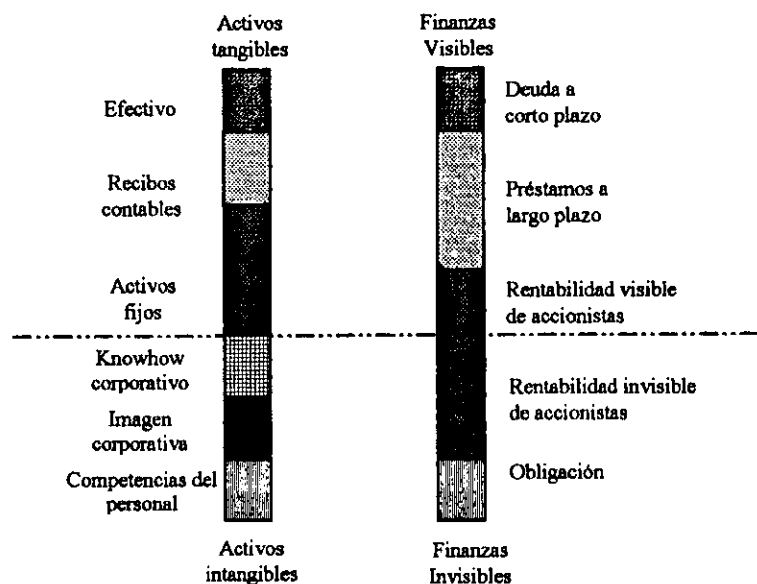 Activos
tangibles
Finanzas
Visibles
Efectivo
Deuda a
corto plazo
Recibos
contables
Préstamos a
largo plazo
Activos
fijos
Rentabilidad visible
de accionistas
Knowhow
corporativo
Rentabilidad invisible
de accionistas
Imagen
corporativa
Competencias del
personal
Obligación
Activos
intangibles
Finanzas
Invisibles